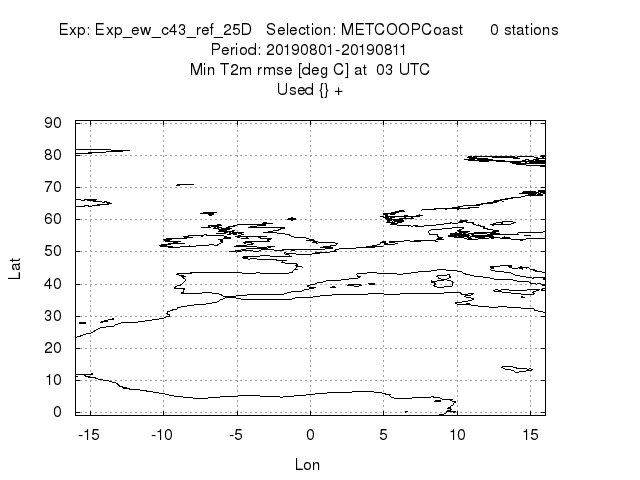 Exp: Exp_ew_c43_ref_25D   Selection: METCOOPCoast      0 stations
Period: 20190801-20190811
Min T2m rmse [deg C] at  03 UTC
Used {} +
90
80
70
60
50
40
30
20
10
0
Lat
-15 -10 -5 0 5 10 15
Lon